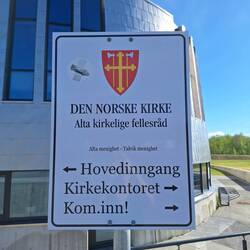 DEN NORSKE KIRKE
Alta kirkelige fellesråd
Alta menighet - Talvik menighet
← Hovedinngang
Kirkekontoret →
Kom.inn! →